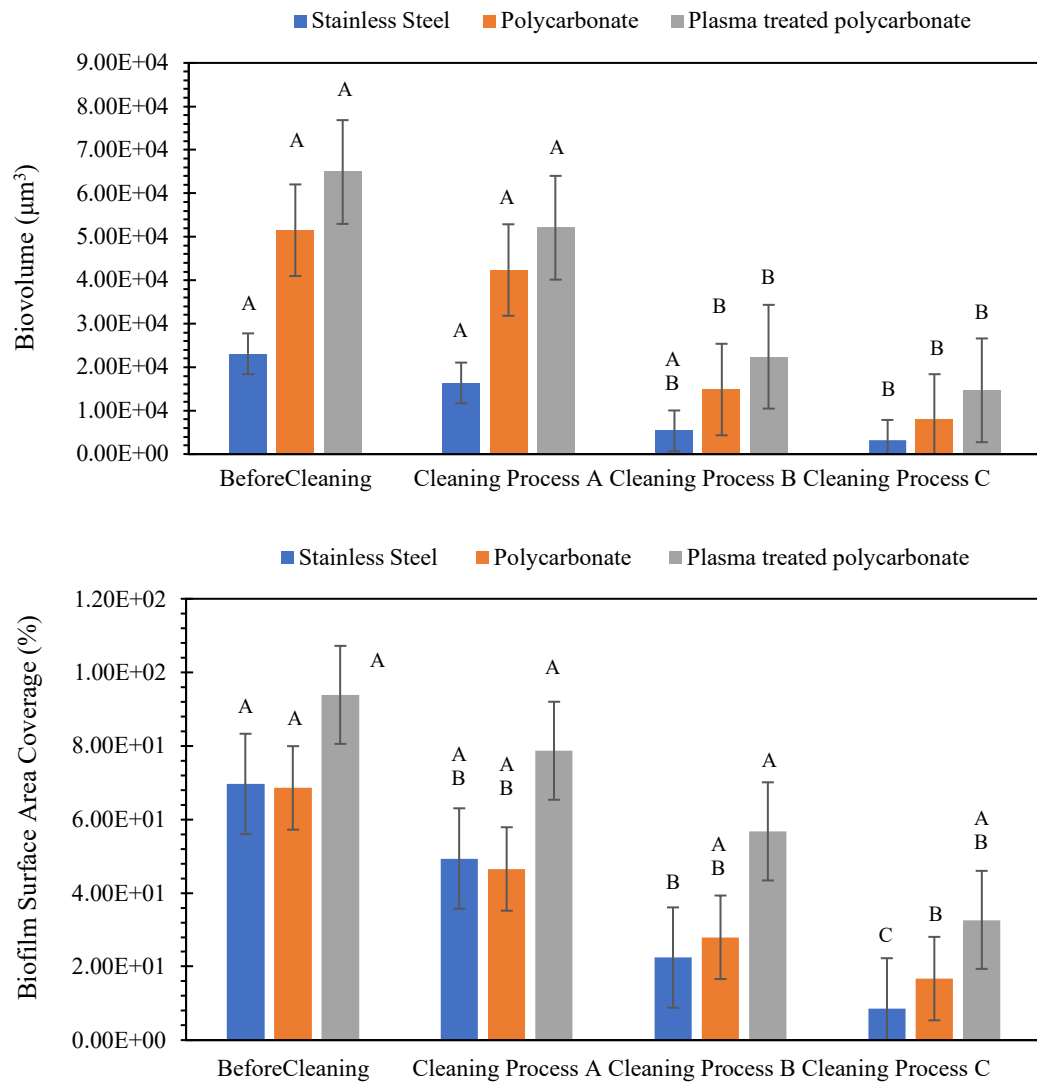 Stainless Steel Polycarbonate Plasma treated polycarbonate
9.00E+04
8.00E+04
7.00E+04
6.00E+04
5.00E+04
4.00E+04
3.00E+04
2.00E+04
1.00E+04
0.00E+00
Biovolume (µm³)
A A A
A A A
A
B B B
B B B
BeforeCleaning Cleaning Process A Cleaning Process B Cleaning Process C
Stainless Steel Polycarbonate Plasma treated polycarbonate
1.20E+02
1.00E+02
8.00E+01
6.00E+01
4.00E+01
2.00E+01
0.00E+00
Biofilm Surface Area Coverage (%)
A A A
A A A
B B
B A A
B
C B A
B
BeforeCleaning Cleaning Process A Cleaning Process B Cleaning Process C